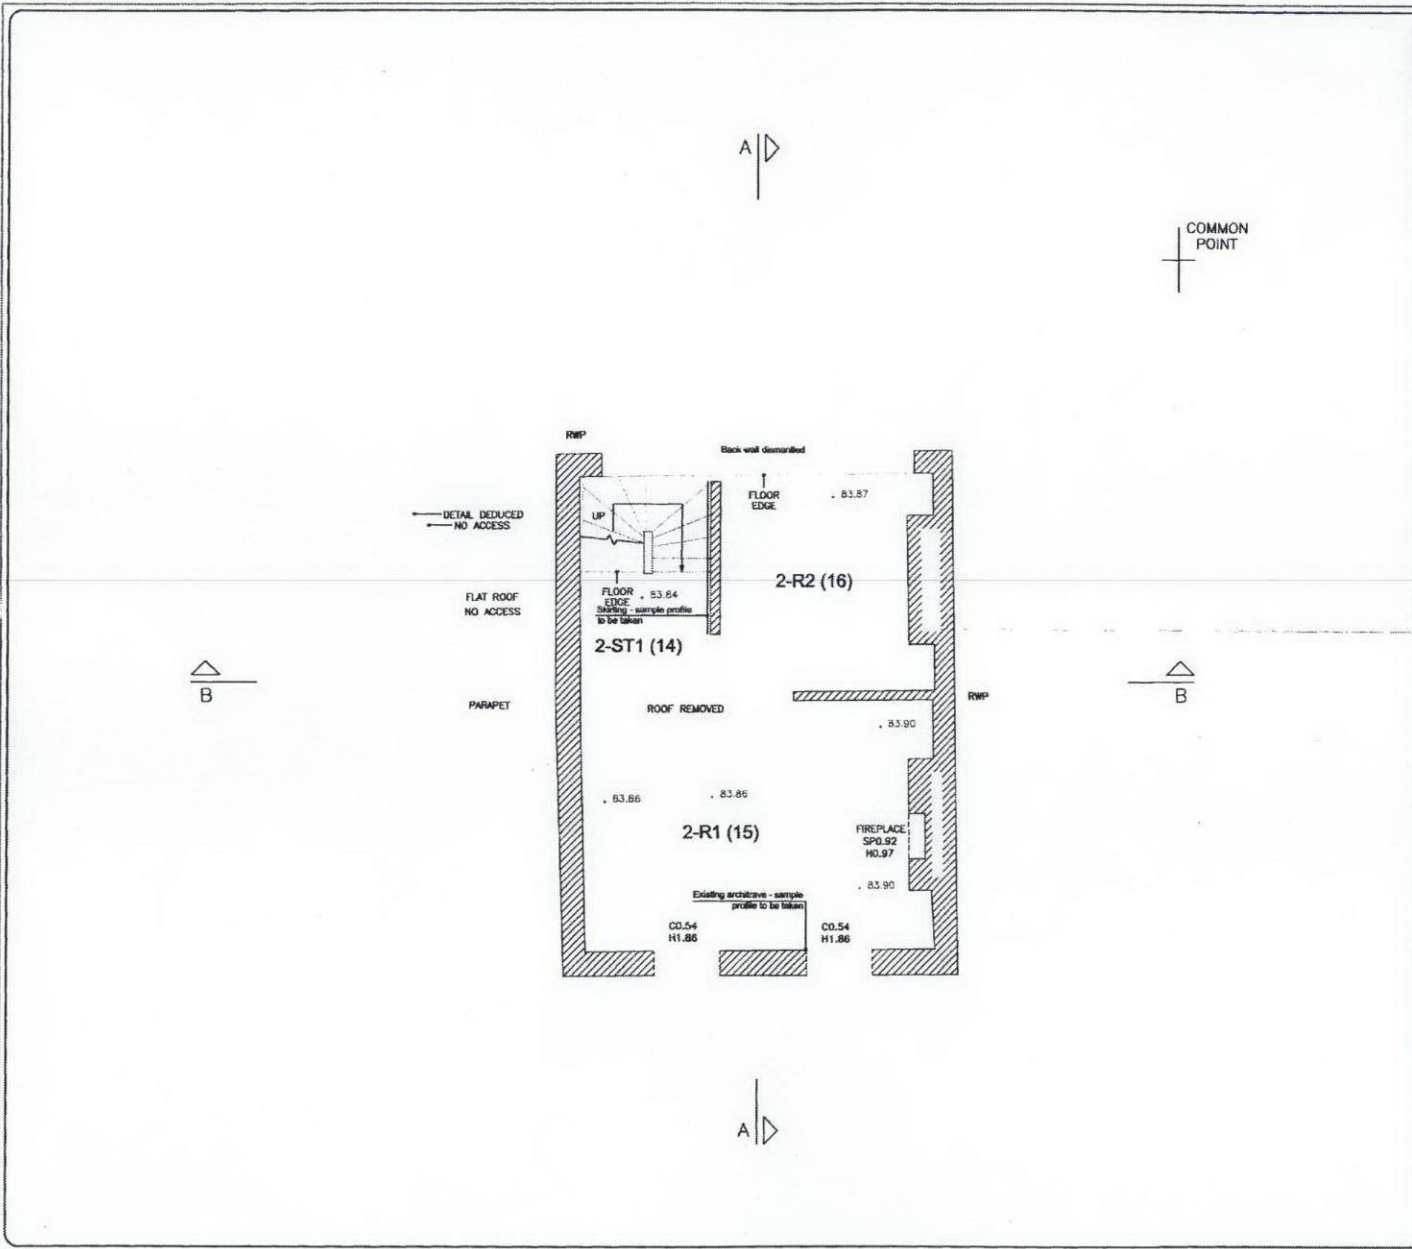 A
COMMON
POINT
RWP
Back wall dismantled
FLOOR
EDGE
. 83.87
DETAIL DEDUCED
NO ACCESS
UP
2-R2 (16)
FLAT ROOF
NO ACCESS
FLOOR
EDGE
. 83.84
Skirting - sample profile
to be taken
2-ST1 (14)
B
B
PARAPET
ROOF REMOVED
RWP
. 83.90
. 83.86
. 83.86
2-R1 (15)
FIREPLACE
SP0.92
H0.97
. 83.90
Existing architrave - sample
profile to be taken
C0.54
H1.86
C0.54
H1.86
A